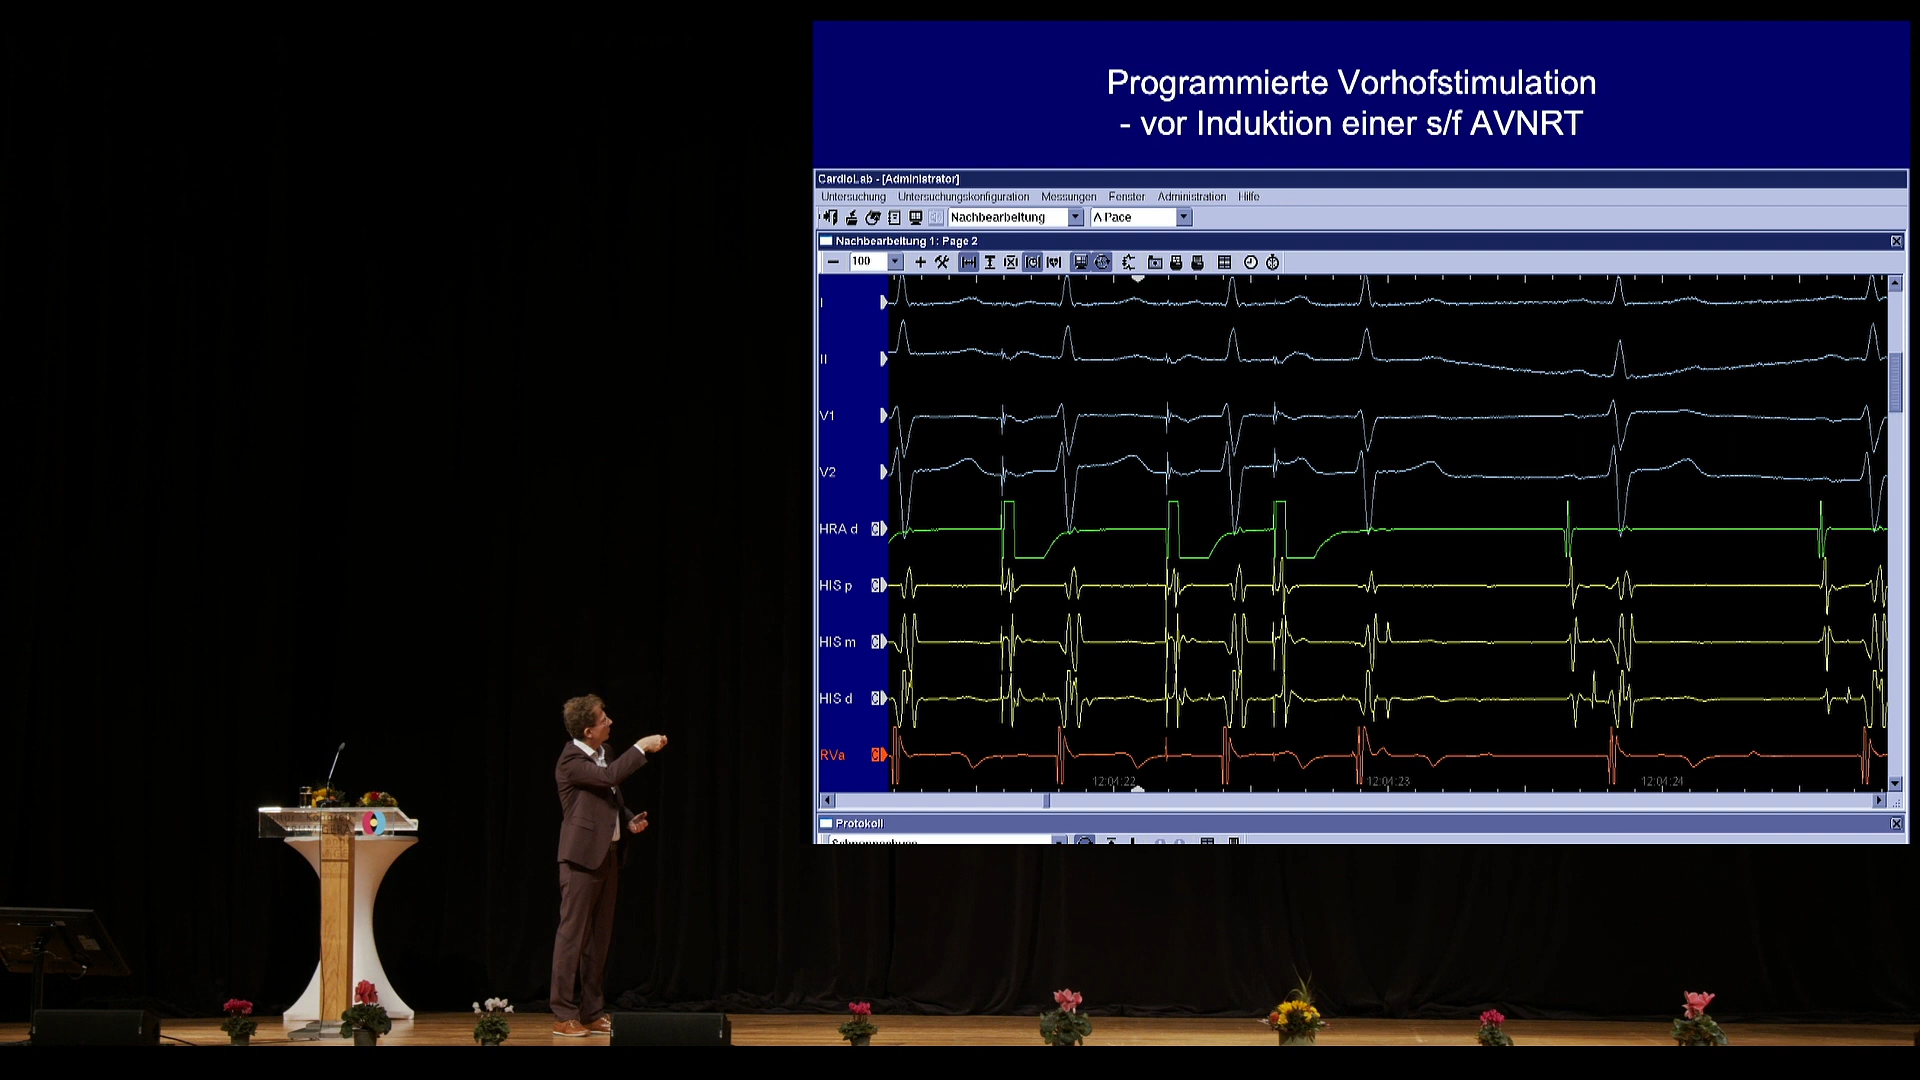 Programmierte Vorhofstimulation
- vor Induktion einer s/f AVNRT
CardioLab - [Administrator]
Untersuchung Untersuchungskonfiguration Messungen Fenster Administration Hilfe
Nachbearbeitung A Pace
Nachbearbeitung 1: Page 2
100
I
II
V1
V2
HRA d C
HIS p C
HIS m C
HIS d C
RVa C
12:04:22 12:04:23 12:04:24
Protokoll